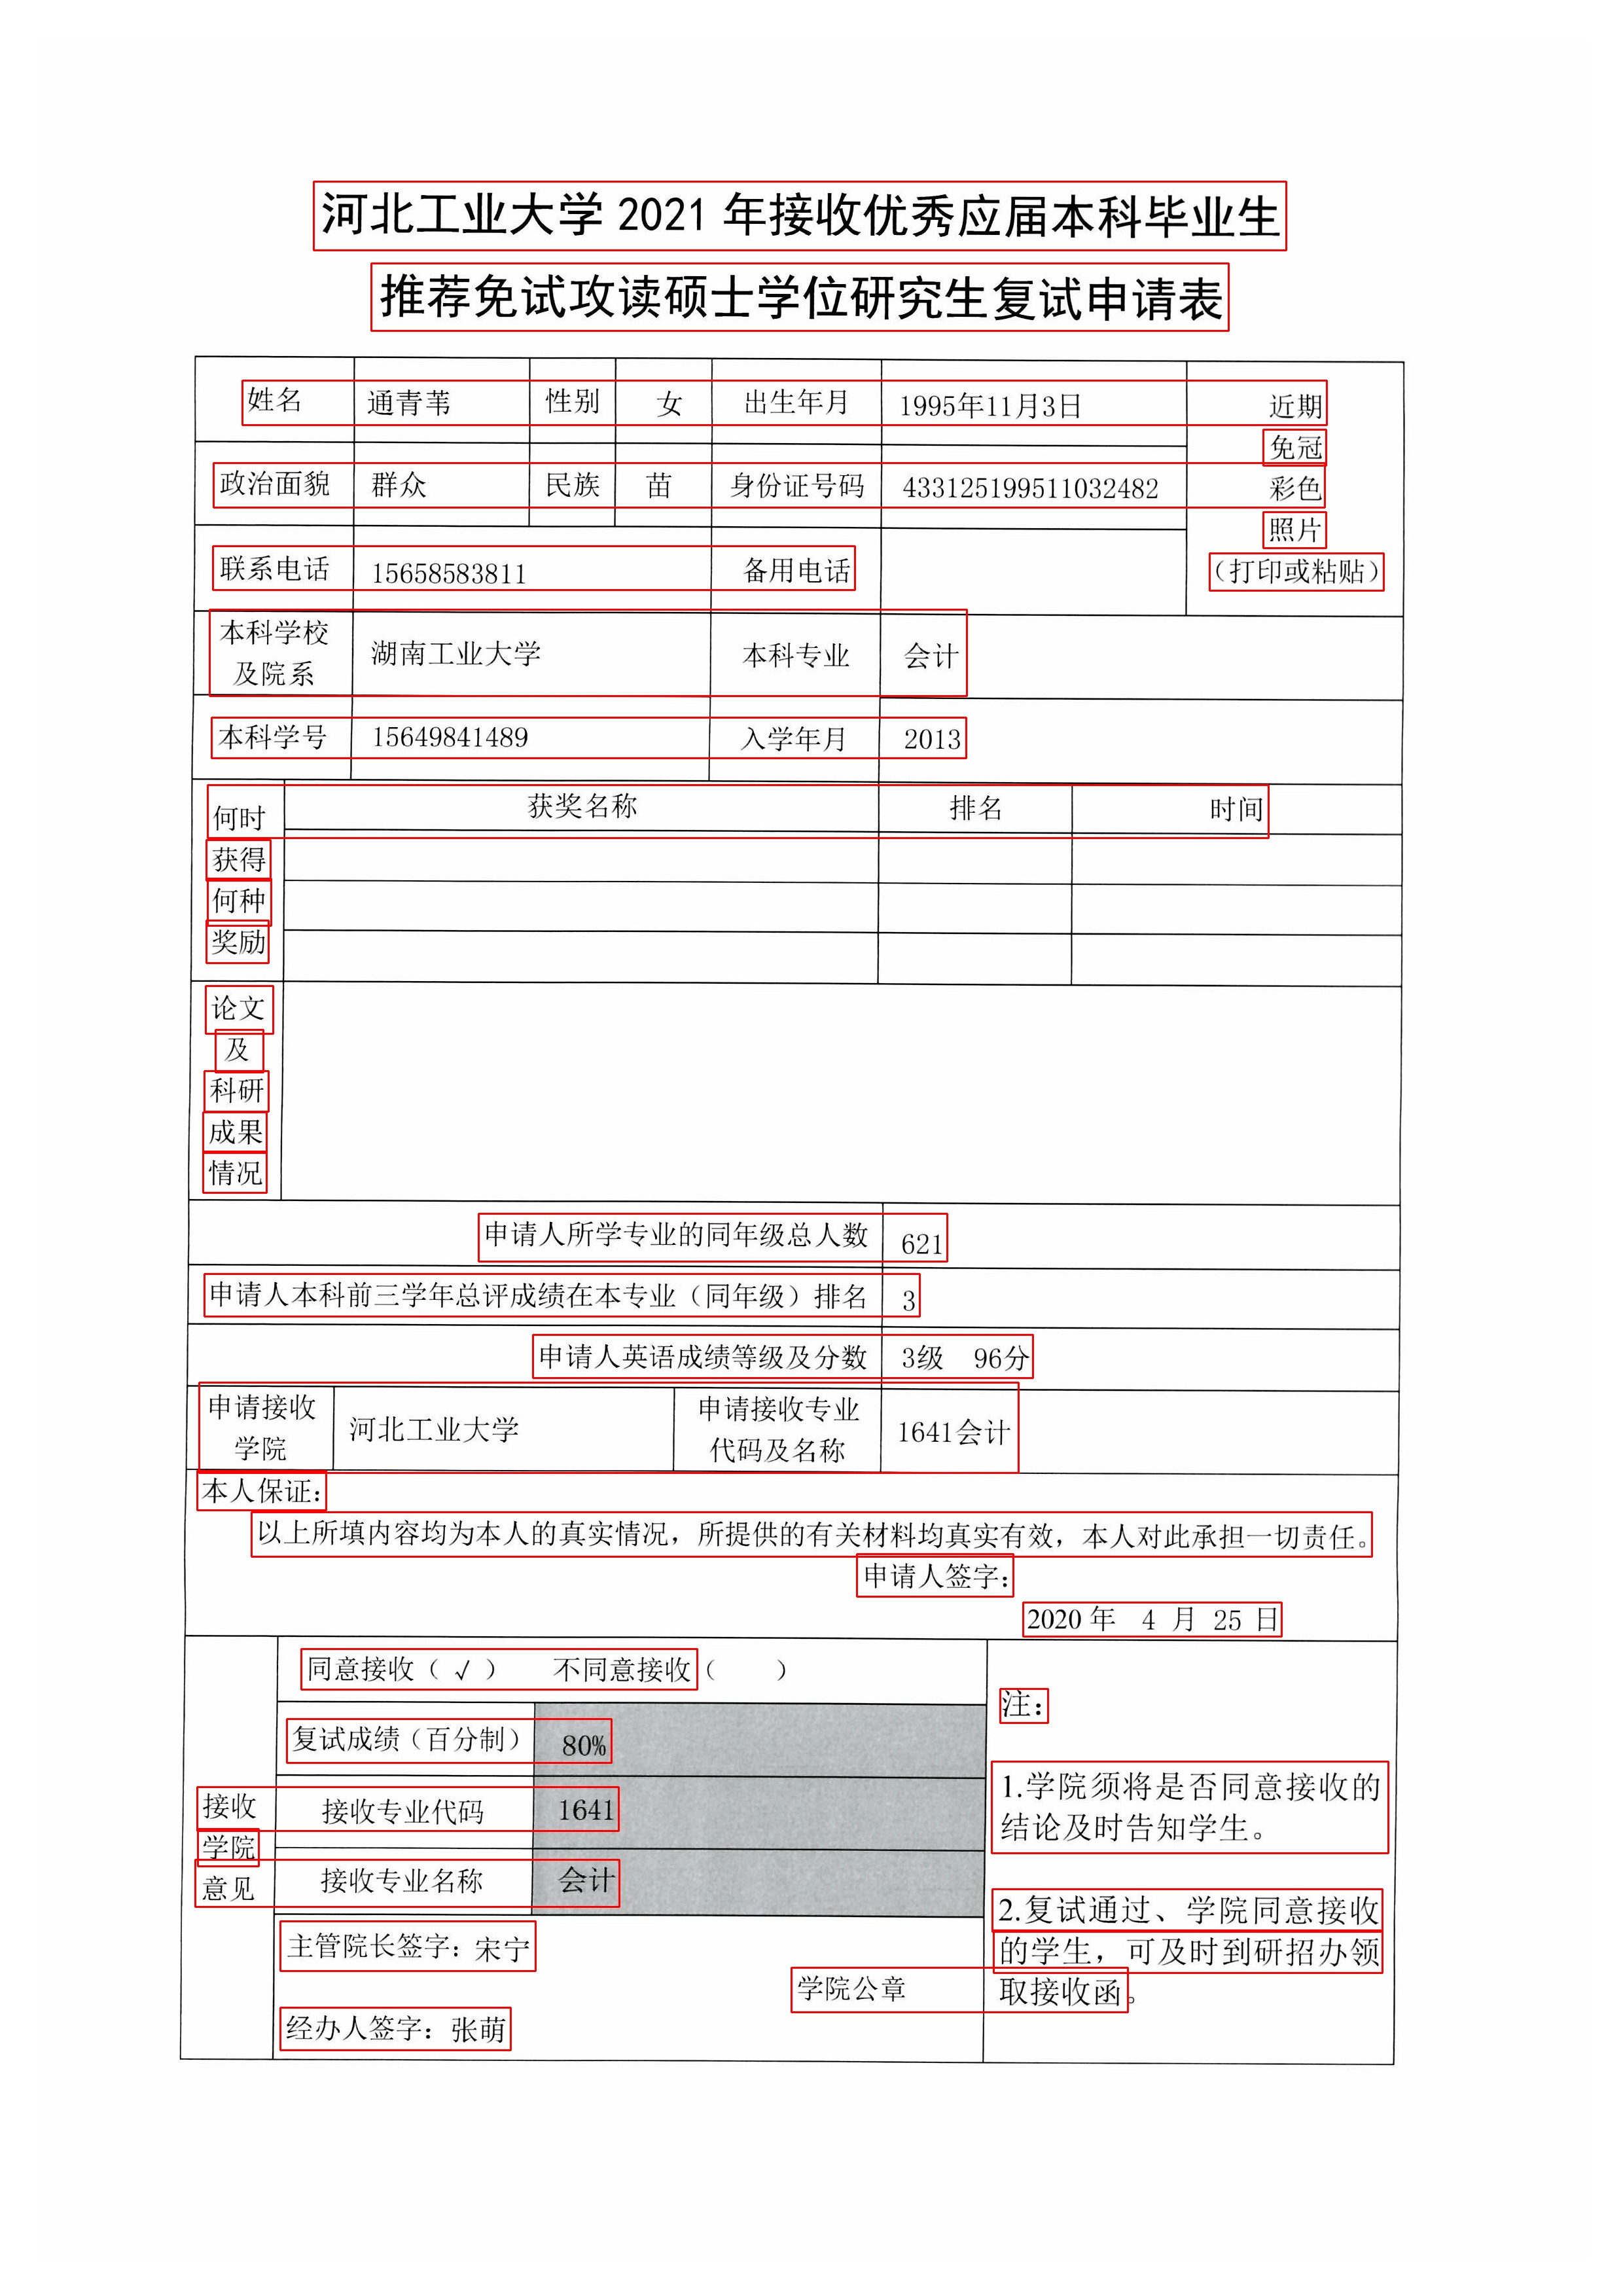 河北工业大学 2021 年接收优秀应届本科毕业生
推荐免试攻读硕士学位研究生复试申请表
姓名 通青苇 性别 女 出生年月 1995年11月3日 近期
免冠
政治面貌 群众 民族 苗 身份证号码 433125199511032482 彩色
照片
联系电话 15658583811 备用电话 （打印或粘贴）
本科学校
及院系 湖南工业大学 本科专业 会计
本科学号 15649841489 入学年月 2013
何时 获奖名称 排名 时间
获得
何种
奖励
论文
及
科研
成果
情况
申请人所学专业的同年级总人数 621
申请人本科前三学年总评成绩在本专业（同年级）排名 3
申请人英语成绩等级及分数 3级 96分
申请接收
学院 河北工业大学 申请接收专业
代码及名称 1641会计
本人保证：
以上所填内容均为本人的真实情况，所提供的有关材料均真实有效，本人对此承担一切责任。
申请人签字：
2020 年 4 月 25 日
同意接收（ √ ） 不同意接收（ ）
注：
复试成绩（百分制） 80%
1.学院须将是否同意接收的
结论及时告知学生。
接收 接收专业代码 1641
学院
意见 接收专业名称 会计
2.复试通过、学院同意接收
的学生，可及时到研招办领
取接收函。
主管院长签字：宋宁
学院公章
经办人签字：张萌